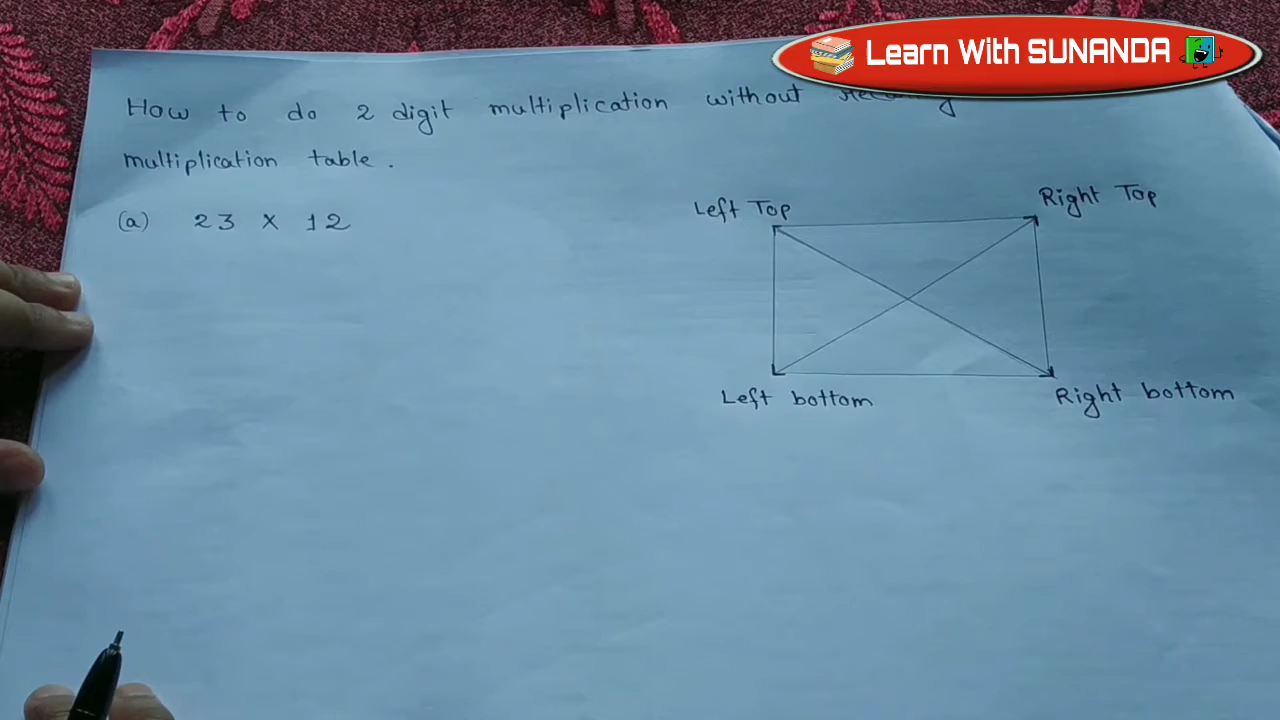 Learn With SUNANDA
How to do 2 digit multiplication without
multiplication table.
(a) 23 X 12
Left Top
Right Top
Left bottom
Right bottom